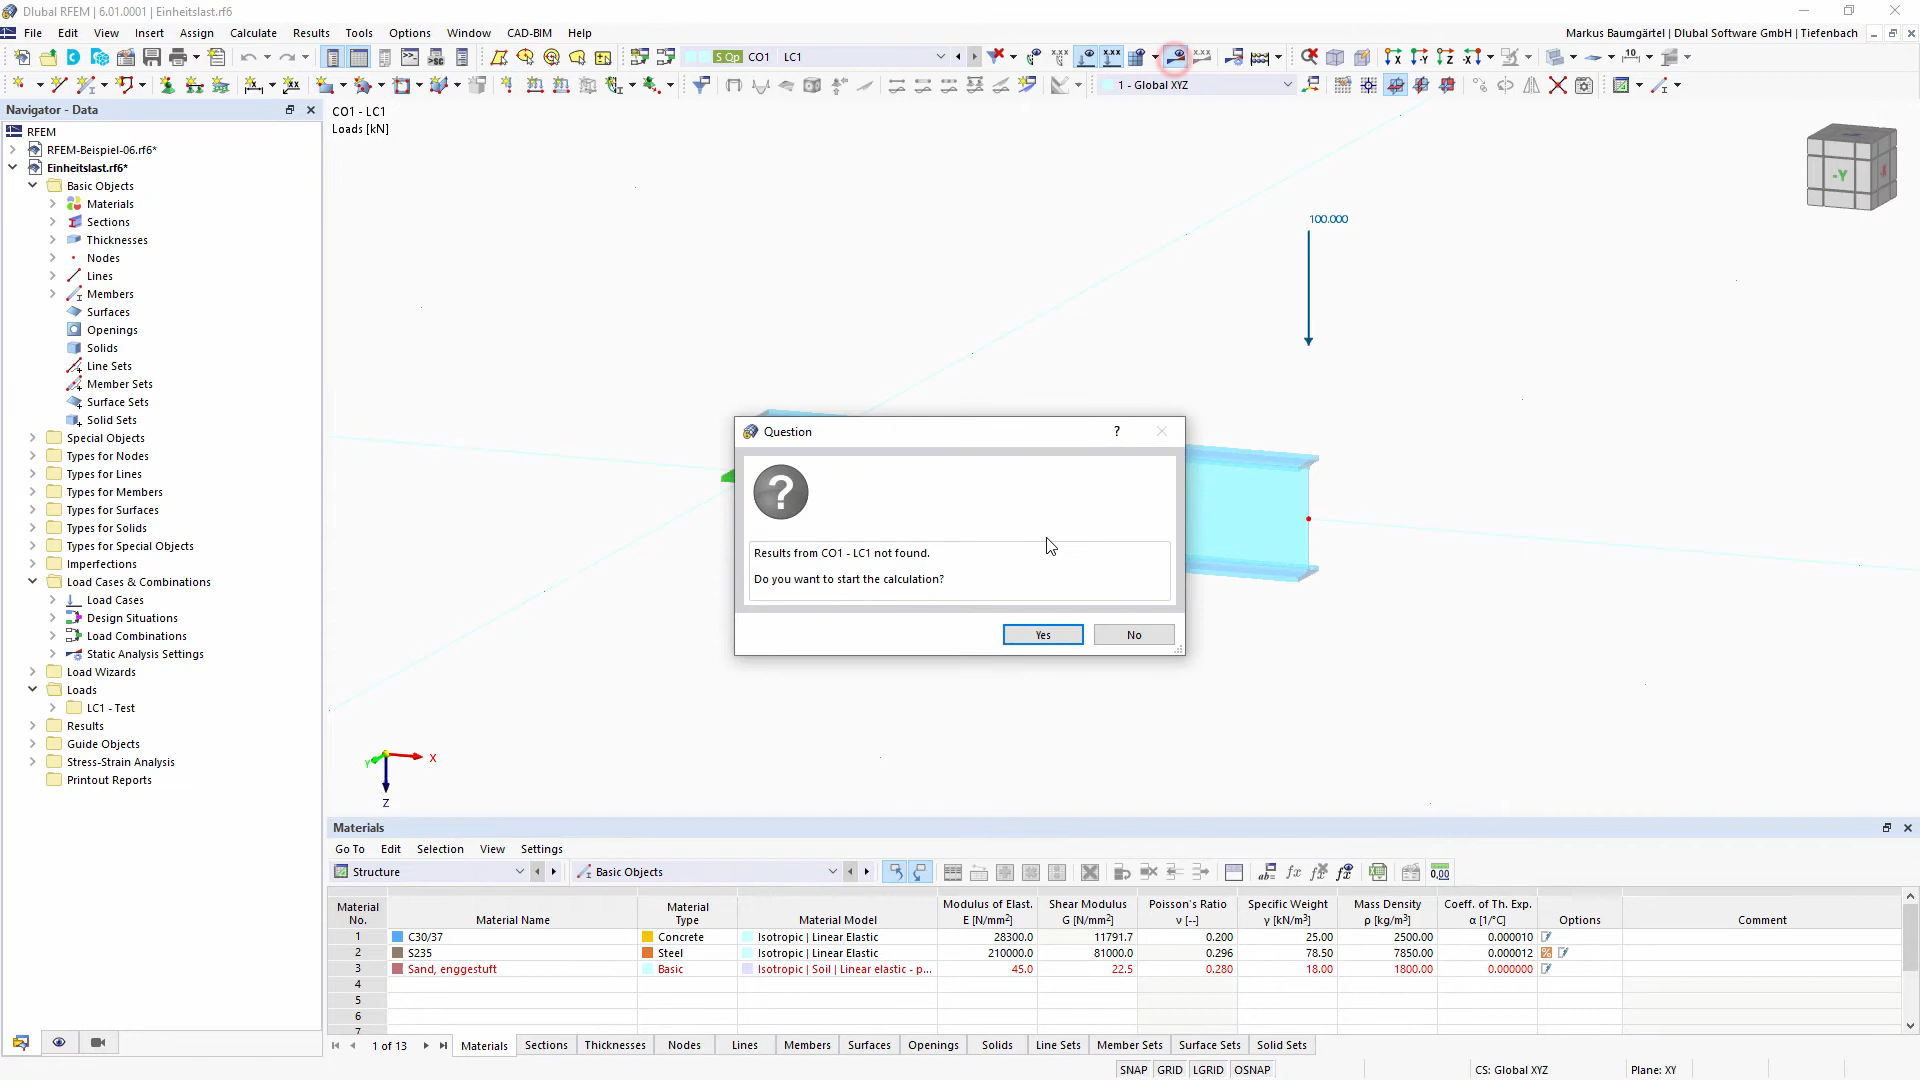 Dlubal RFEM | 6.01.0001 | Einheitslast.rf6
File Edit View Insert Assign Calculate Results Tools Options Window CAD-BIM Help
Markus Baumgärtel | Dlubal Software GmbH | Tiefenbach
S Qp CO1 LC1
1 - Global XYZ
Navigator - Data
RFEM
RFEM-Beispiel-06.rf6*
Einheitslast.rf6*
Basic Objects
Materials
Sections
Thicknesses
Nodes
Lines
Members
Surfaces
Openings
Solids
Line Sets
Member Sets
Surface Sets
Solid Sets
Special Objects
Types for Nodes
Types for Lines
Types for Members
Types for Surfaces
Types for Solids
Types for Special Objects
Imperfections
Load Cases & Combinations
Load Cases
Design Situations
Load Combinations
Static Analysis Settings
Load Wizards
Loads
LC1 - Test
Results
Guide Objects
Stress-Strain Analysis
Printout Reports
CO1 - LC1
Loads [kN]
100.000
-Y
X
Y
Z
Question
?
Results from CO1 - LC1 not found.
Do you want to start the calculation?
Yes No
Materials
Go To Edit Selection View Settings
Structure Basic Objects
Material No. Material Name Material Type Material Model Modulus of Elast. E [N/mm²] Shear Modulus G [N/mm²] Poisson's Ratio ν [--] Specific Weight γ [kN/m³] Mass Density ρ [kg/m³] Coeff. of Th. Exp. α [1/°C] Options Comment
1 C30/37 Concrete Isotropic | Linear Elastic 28300.0 11791.7 0.200 25.00 2500.00 0.000010
2 S235 Steel Isotropic | Linear Elastic 210000.0 81000.0 0.296 78.50 7850.00 0.000012
3 Sand, enggestuft Basic Isotropic | Soil | Linear elastic - p... 45.0 22.5 0.280 18.00 1800.00 0.000000
4
5
6
7
1 of 13 Materials Sections Thicknesses Nodes Lines Members Surfaces Openings Solids Line Sets Member Sets Surface Sets Solid Sets
SNAP GRID LGRID OSNAP CS: Global XYZ Plane: XY